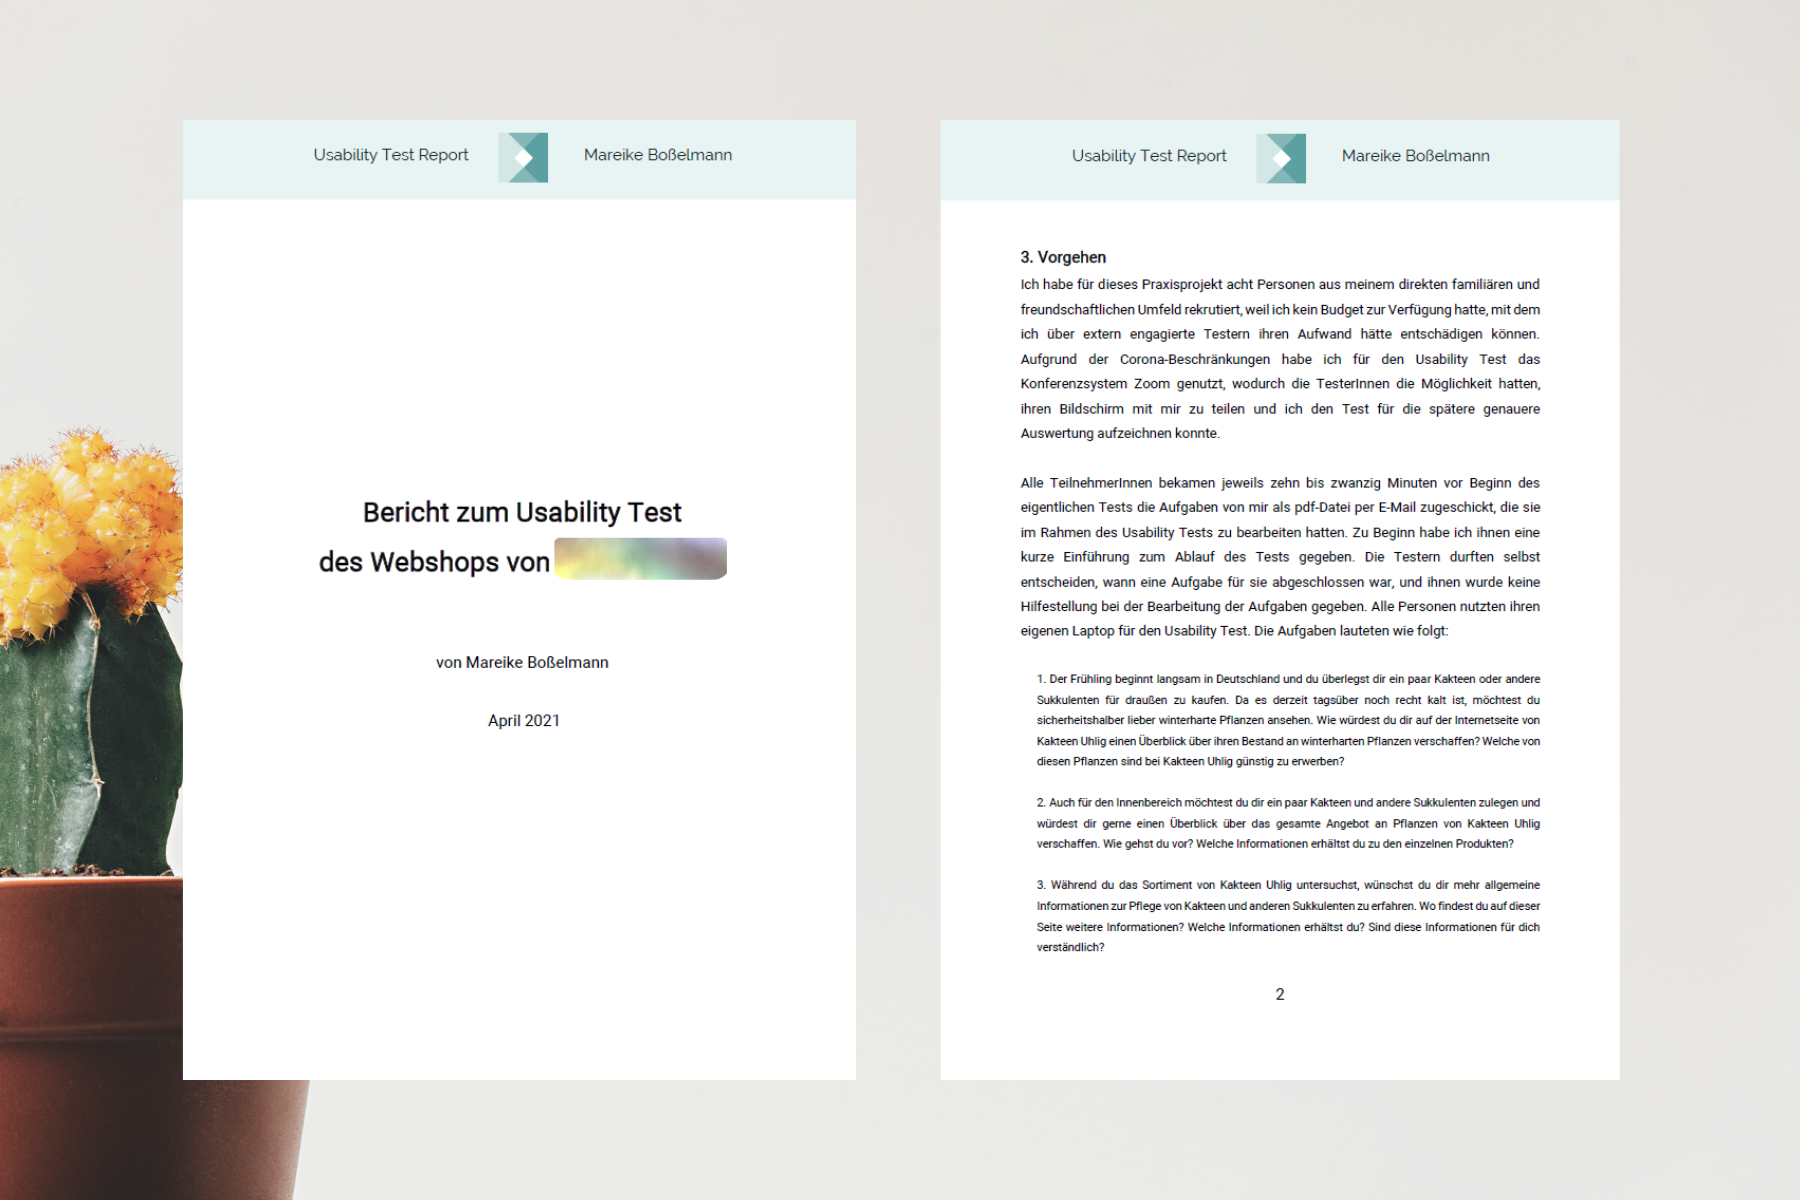 Usability Test Report
Mareike Boßelmann
Bericht zum Usability Test
des Webshops von
von Mareike Boßelmann
April 2021
Usability Test Report
Mareike Boßelmann
3. Vorgehen
Ich habe für dieses Praxisprojekt acht Personen aus meinem direkten familiären und
freundschaftlichen Umfeld rekrutiert, weil ich kein Budget zur Verfügung hatte, mit dem
ich über extern engagierte Testern ihren Aufwand hätte entschädigen können.
Aufgrund der Corona-Beschränkungen habe ich für den Usability Test das
Konferenzsystem Zoom genutzt, wodurch die TesterInnen die Möglichkeit hatten,
ihren Bildschirm mit mir zu teilen und ich den Test für die spätere genauere
Auswertung aufzeichnen konnte.
Alle TeilnehmerInnen bekamen jeweils zehn bis zwanzig Minuten vor Beginn des
eigentlichen Tests die Aufgaben von mir als pdf-Datei per E-Mail zugeschickt, die sie
im Rahmen des Usability Tests zu bearbeiten hatten. Zu Beginn habe ich ihnen eine
kurze Einführung zum Ablauf des Tests gegeben. Die Testern durften selbst
entscheiden, wann eine Aufgabe für sie abgeschlossen war, und ihnen wurde keine
Hilfestellung bei der Bearbeitung der Aufgaben gegeben. Alle Personen nutzten ihren
eigenen Laptop für den Usability Test. Die Aufgaben lauteten wie folgt:
1. Der Frühling beginnt langsam in Deutschland und du überlegst dir ein paar Kakteen oder andere
Sukkulenten für draußen zu kaufen. Da es derzeit tagsüber noch recht kalt ist, möchtest du
sicherheitshalber lieber winterharte Pflanzen ansehen. Wie würdest du dir auf der Internetseite von
Kakteen Uhlig einen Überblick über ihren Bestand an winterharten Pflanzen verschaffen? Welche von
diesen Pflanzen sind bei Kakteen Uhlig günstig zu erwerben?
2. Auch für den Innenbereich möchtest du dir ein paar Kakteen und andere Sukkulenten zulegen und
würdest dir gerne einen Überblick über das gesamte Angebot an Pflanzen von Kakteen Uhlig
verschaffen. Wie gehst du vor? Welche Informationen erhältst du zu den einzelnen Produkten?
3. Während du das Sortiment von Kakteen Uhlig untersuchst, wünschst du dir mehr allgemeine
Informationen zur Pflege von Kakteen und anderen Sukkulenten zu erfahren. Wo findest du auf dieser
Seite weitere Informationen? Welche Informationen erhältst du? Sind diese Informationen für dich
verständlich?
2